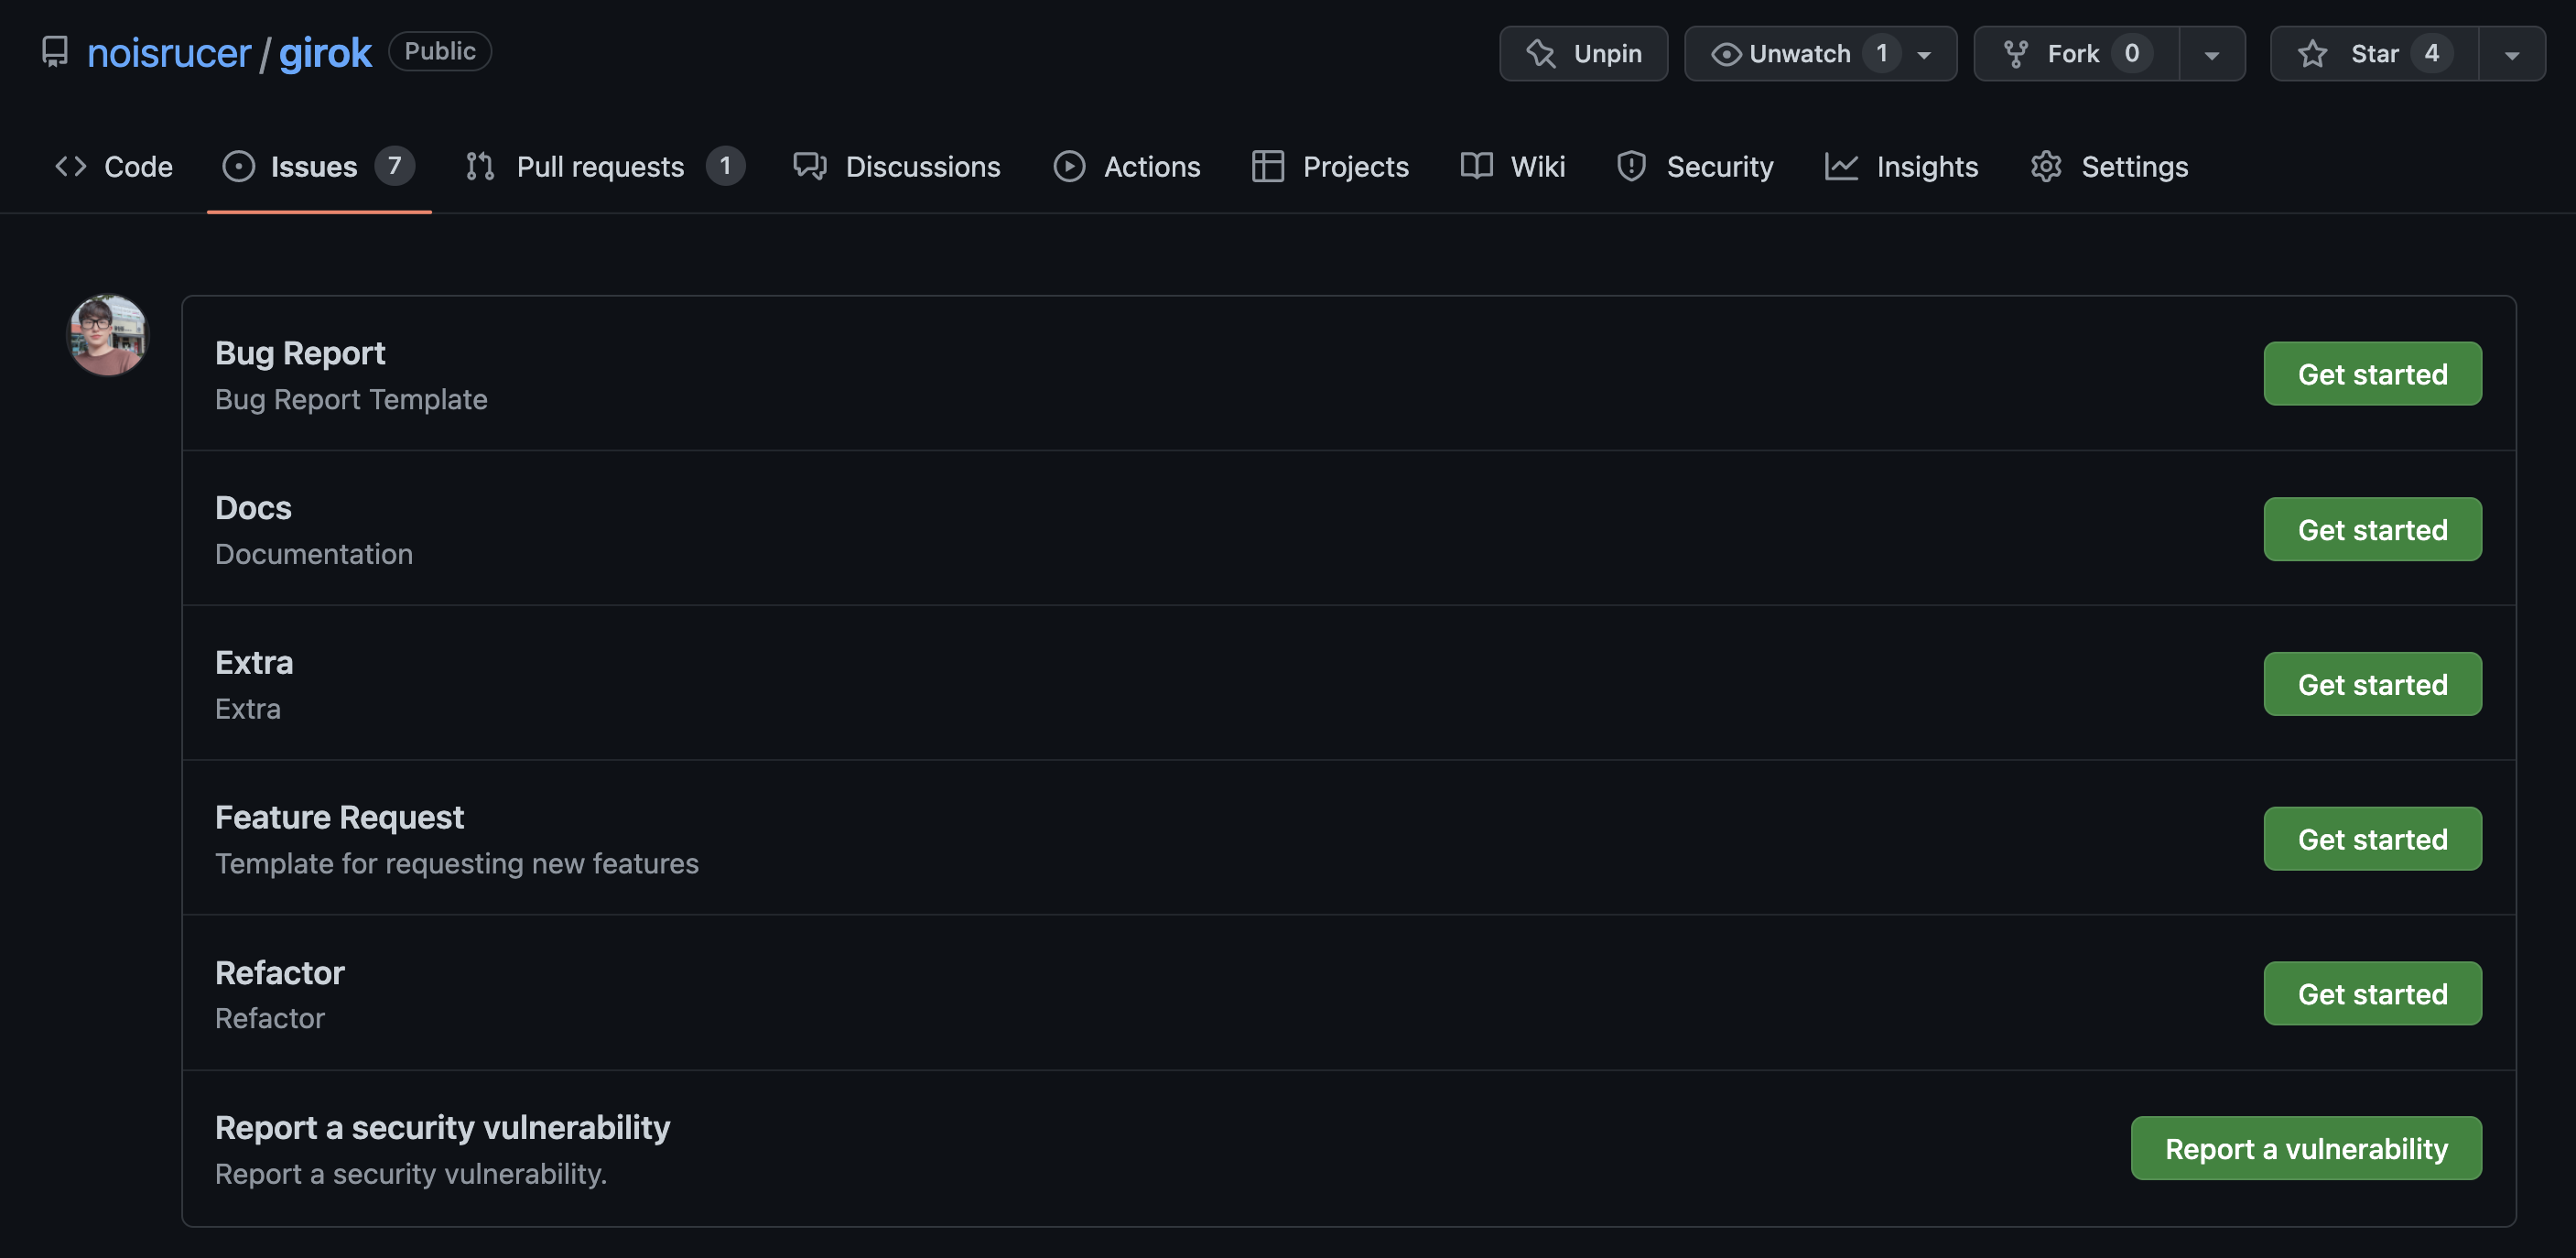 noisrucer / girok Public
Unpin Unwatch 1 Fork 0 Star 4
Code Issues 7 Pull requests 1 Discussions Actions Projects Wiki Security Insights Settings
Bug Report
Bug Report Template
Get started
Docs
Documentation
Get started
Extra
Extra
Get started
Feature Request
Template for requesting new features
Get started
Refactor
Refactor
Get started
Report a security vulnerability
Report a security vulnerability.
Report a vulnerability